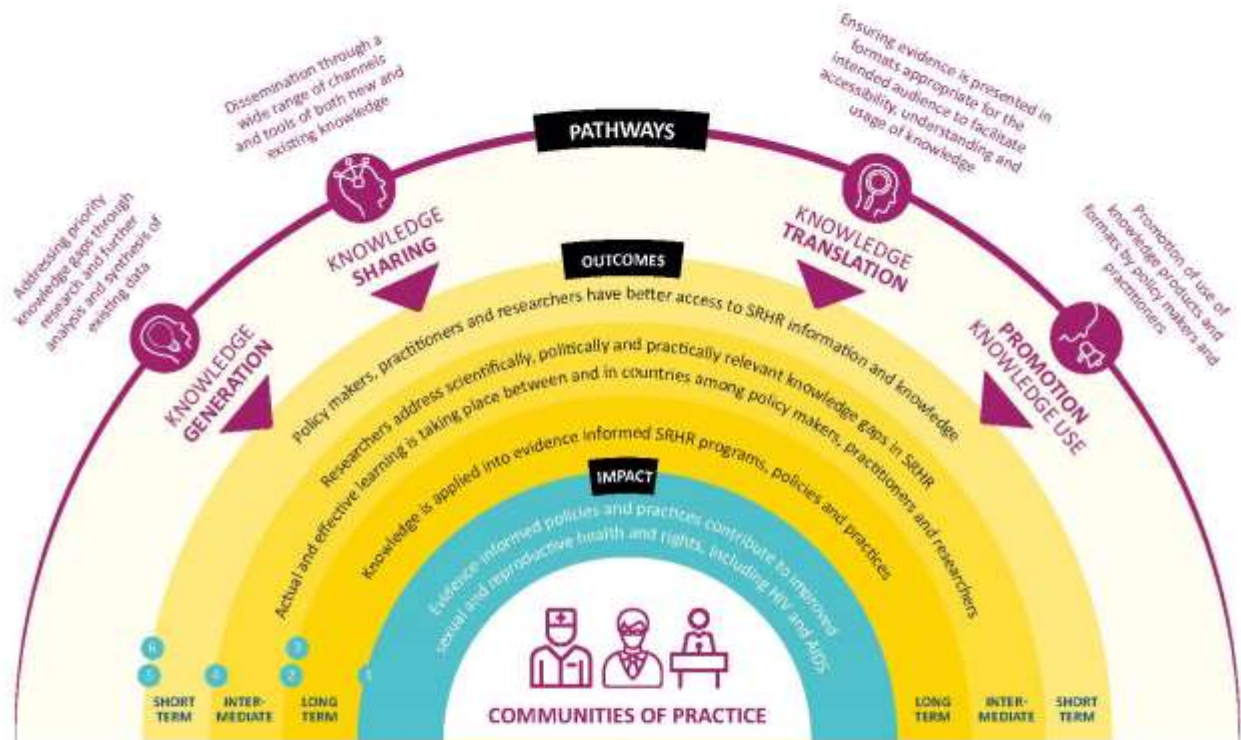 Addressing priority
knowledge gaps through
research and further
analysis and synthesis of
existing data
Dissemination through a
wide range of channels
and tools of both new and
existing knowledge
PATHWAYS
Ensuring evidence is presented in
formats appropriate for the
intended audience to facilitate
accessibility, understanding and
usage of knowledge
Promotion of use of
knowledge products and
formats by policy makers and
practitioners
KNOWLEDGE
GENERATION
KNOWLEDGE
SHARING
KNOWLEDGE
TRANSLATION
PROMOTION
KNOWLEDGE USE
OUTCOMES
Policy makers, practitioners and researchers have better access to SRHR information and knowledge
Researchers address scientifically, politically and practically relevant knowledge gaps in SRHR
Actual and effective learning is taking place between and in countries among policy makers, practitioners and researchers
Knowledge is applied into evidence informed SRHR programs, policies and practices
IMPACT
Evidence-informed policies and practices contribute to improved
sexual and reproductive health and rights, including HIV and AIDS
COMMUNITIES OF PRACTICE
2
SHORT
TERM
INTER-
MEDIATE
LONG
TERM
LONG
TERM
INTER-
MEDIATE
SHORT
TERM